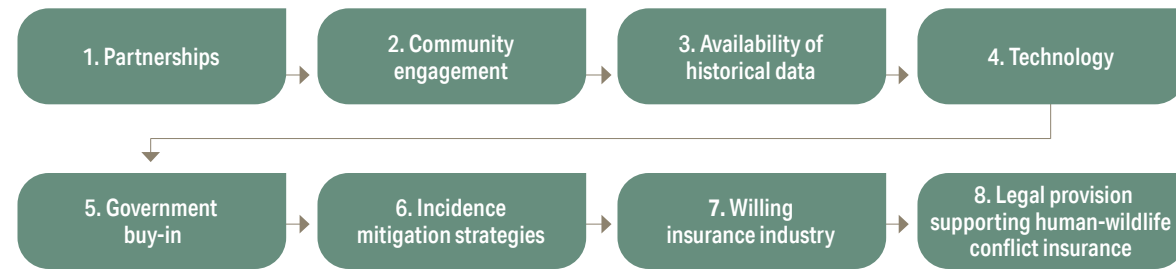 1. Partnerships
2. Community
engagement
3. Availability of
historical data
4. Technology
5. Government
buy-in
6. Incidence
mitigation strategies
7. Willing
insurance industry
8. Legal provision
supporting human-wildlife
conflict insurance